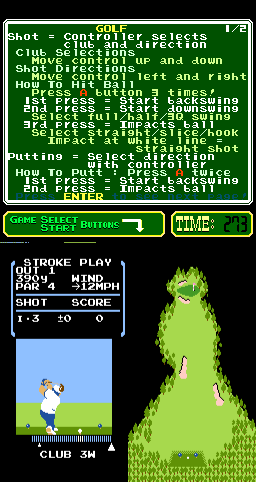 GOLF 1/2
Shot = Controller selects
club and direction
Club Selections
Move control up and down
Shot Directions
Move control left and right
How To Hit Ball
Press A button 3 times!
1st press = Start backswing
2nd press = Start downswing
Select full/half/3Q swing
3rd press = Impacts ball
Select straight/slice/hook
Impact at white line =
straight shot
Putting = Select direction
with controller
How To Putt: Press A twice
1st press = Start backswing
2nd press = Impacts ball
ENTER
GAME SELECT
START BUTTONS
TIME: 273
STROKE PLAY
OUT 1
390y WIND
PAR 4 →12MPH
SHOT SCORE
1·3 ±0 0
CLUB 3W